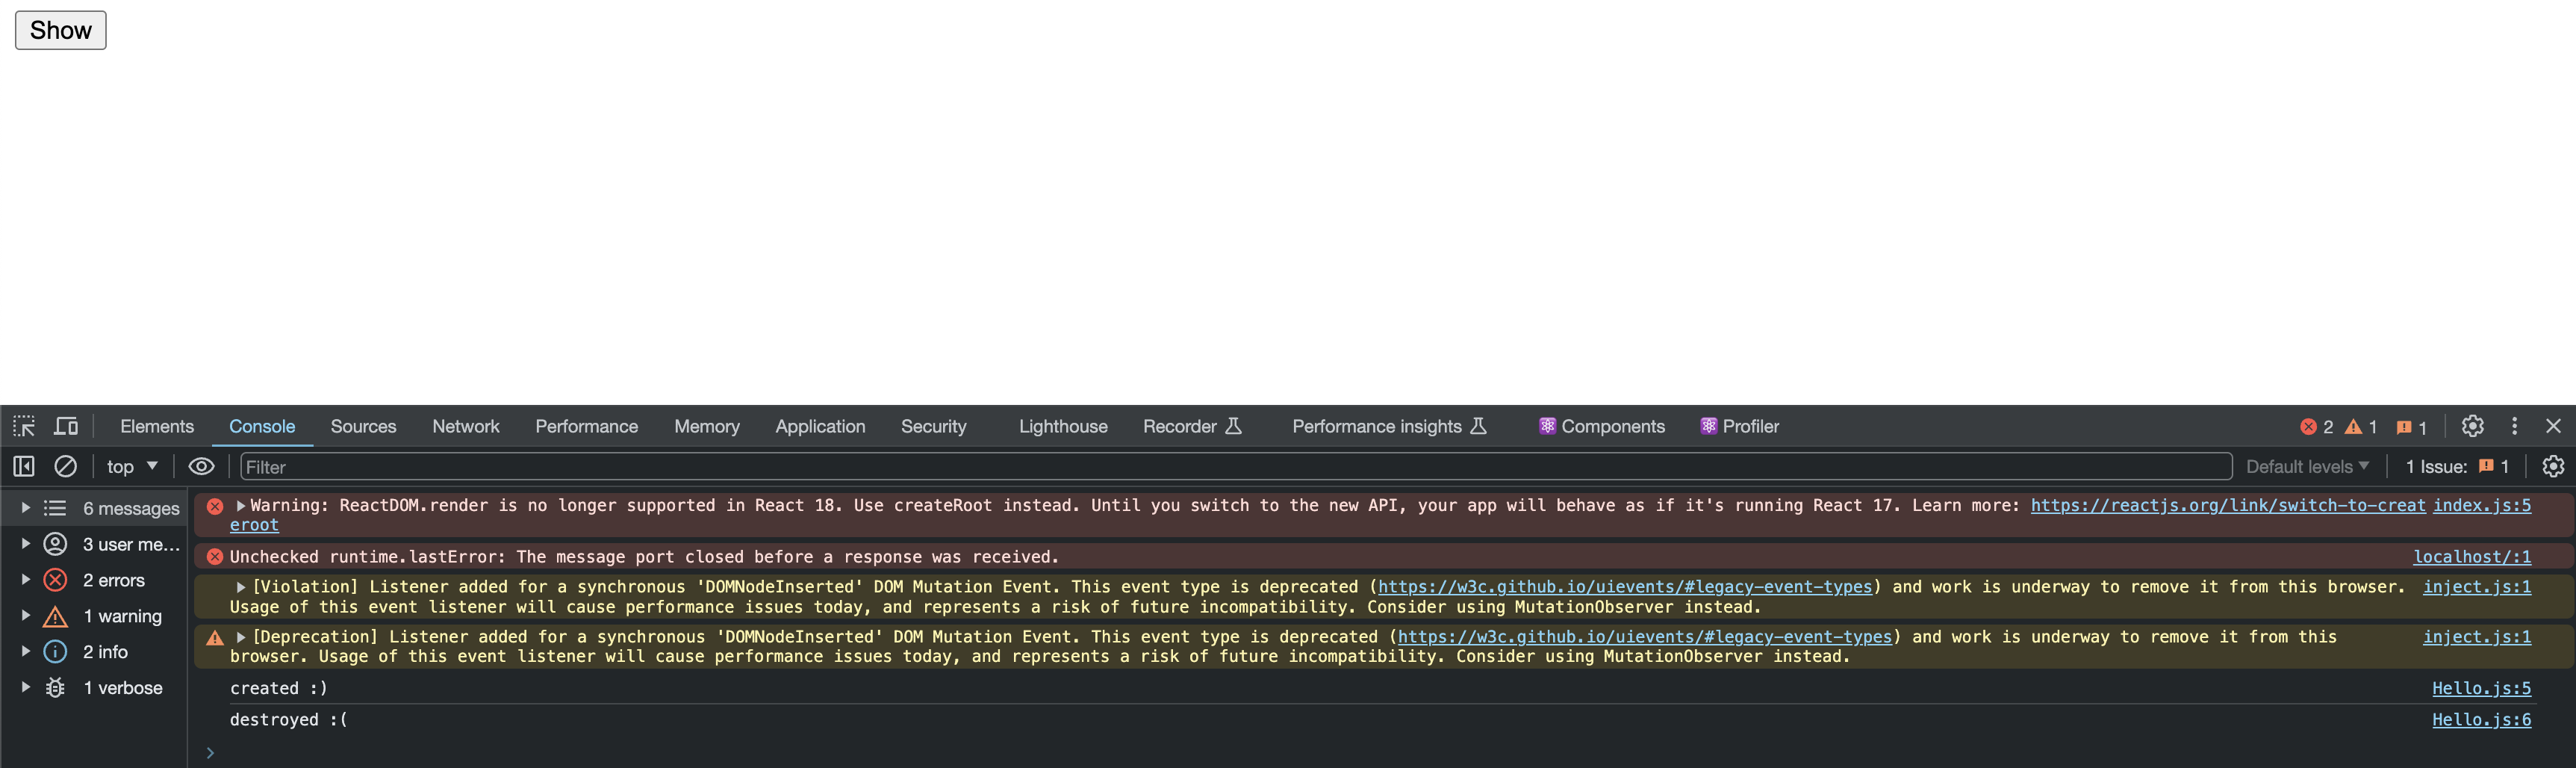 Show
Elements Console Sources Network Performance Memory Application Security Lighthouse Recorder Performance insights Components Profiler 2 1 1
top Filter Default levels 1 Issue: 1
6 messages
3 user me...
2 errors
1 warning
2 info
1 verbose
Warning: ReactDOM.render is no longer supported in React 18. Use createRoot instead. Until you switch to the new API, your app will behave as if it's running React 17. Learn more: https://reactjs.org/link/switch-to-creat index.js:5
eroot
Unchecked runtime.lastError: The message port closed before a response was received. localhost/:1
[Violation] Listener added for a synchronous 'DOMNodeInserted' DOM Mutation Event. This event type is deprecated (https://w3c.github.io/uievents/#legacy-event-types) and work is underway to remove it from this browser. inject.js:1
Usage of this event listener will cause performance issues today, and represents a risk of future incompatibility. Consider using MutationObserver instead.
[Deprecation] Listener added for a synchronous 'DOMNodeInserted' DOM Mutation Event. This event type is deprecated (https://w3c.github.io/uievents/#legacy-event-types) and work is underway to remove it from this inject.js:1
browser. Usage of this event listener will cause performance issues today, and represents a risk of future incompatibility. Consider using MutationObserver instead.
created :) Hello.js:5
destroyed :( Hello.js:6